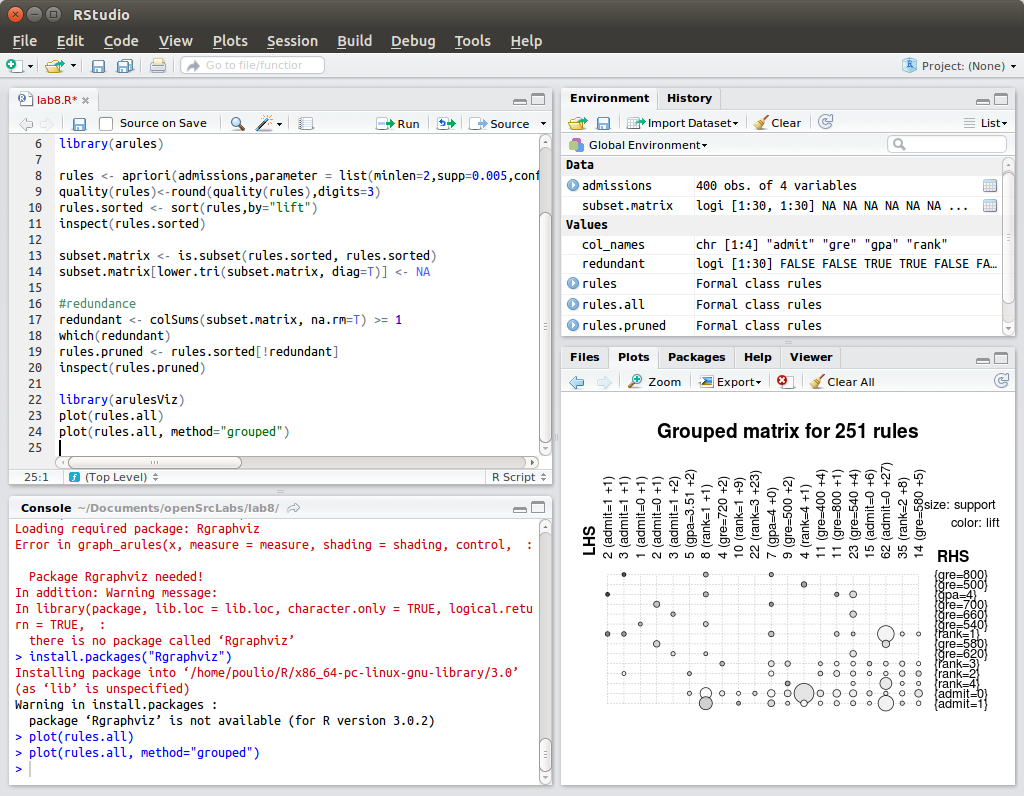 RStudio
File Edit Code View Plots Session Build Debug Tools Help
Go to file/function
Project: (None)
lab8.R*
Source on Save
Run
Source
6 library(arules)
7
8 rules <- apriori(admissions,parameter = list(minlen=2,supp=0.005,conf
9 quality(rules)<-round(quality(rules),digits=3)
10 rules.sorted <- sort(rules,by="lift")
11 inspect(rules.sorted)
12
13 subset.matrix <- is.subset(rules.sorted, rules.sorted)
14 subset.matrix[lower.tri(subset.matrix, diag=T)] <- NA
15
16 #redundance
17 redundant <- colSums(subset.matrix, na.rm=T) >= 1
18 which(redundant)
19 rules.pruned <- rules.sorted[!redundant]
20 inspect(rules.pruned)
21
22 library(arulesViz)
23 plot(rules.all)
24 plot(rules.all, method="grouped")
25
25:1 (Top Level) R Script
Console ~/Documents/openSrcLabs/lab8/
Loading required package: Rgraphviz
Error in graph_arules(x, measure = measure, shading = shading, control, :
Package Rgraphviz needed!
In addition: Warning message:
In library(package, lib.loc = lib.loc, character.only = TRUE, logical.retu
rn = TRUE, :
there is no package called ‘Rgraphviz’
> install.packages("Rgraphviz")
Installing package into ‘/home/poulio/R/x86_64-pc-linux-gnu-library/3.0’
(as ‘lib’ is unspecified)
Warning in install.packages :
package ‘Rgraphviz’ is not available (for R version 3.0.2)
> plot(rules.all)
> plot(rules.all, method="grouped")
>
Environment History
Import Dataset Clear List
Global Environment
Data
admissions 400 obs. of 4 variables
subset.matrix logi [1:30, 1:30] NA NA NA NA NA NA ...
Values
col_names chr [1:4] "admit" "gre" "gpa" "rank"
redundant logi [1:30] FALSE FALSE TRUE TRUE FALSE FA…
rules Formal class rules
rules.all Formal class rules
rules.pruned Formal class rules
Files Plots Packages Help Viewer
Zoom Export Clear All
Grouped matrix for 251 rules
LHS
2 (admit=1 +1)
3 (admit=1 +1)
1 (admit=0 +1)
2 (admit=0 +1)
3 (admit=1 +2)
5 (gpa=3.51 +2)
8 (rank=1 +1)
4 (gre=720 +2)
10 (rank=1 +9)
22 (rank=3 +23)
7 (gpa=4 +0)
9 (gre=500 +2)
4 (rank=4 +1)
11 (gre=400 +4)
11 (gre=800 +1)
23 (gre=540 +4)
15 (admit=0 +6)
62 (admit=0 +27)
35 (rank=2 +8)
14 (gre=580 +5)
size: support
color: lift
RHS
{gre=800}
{gre=500}
{gpa=4}
{gre=700}
{gre=660}
{gre=540}
{rank=1}
{gre=580}
{gre=620}
{rank=3}
{rank=2}
{rank=4}
{admit=0}
{admit=1}